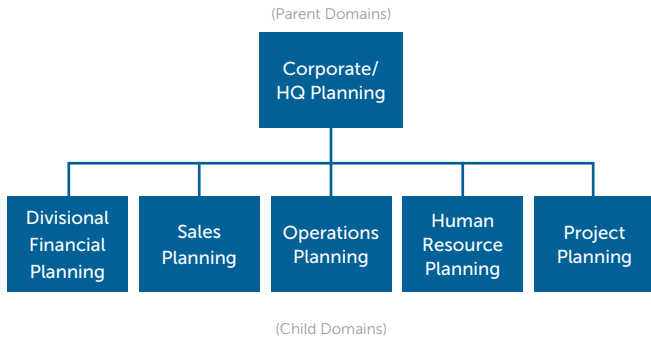 (Parent Domains)
Corporate/
HQ Planning
Divisional
Financial
Planning
Sales
Planning
Operations
Planning
Human
Resource
Planning
Project
Planning
(Child Domains)